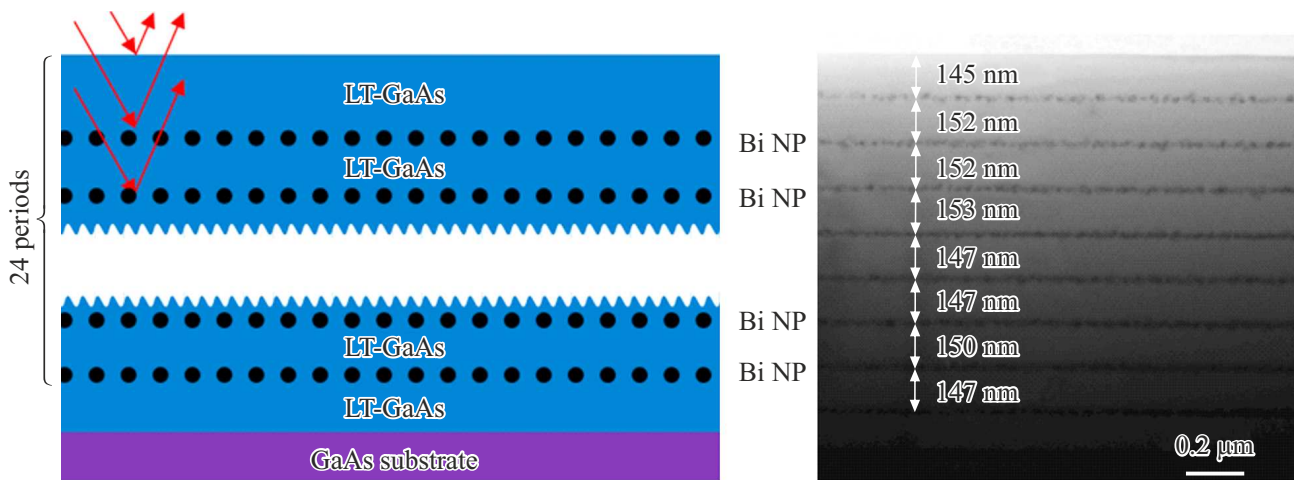 24 periods
LT-GaAs
Bi NP
LT-GaAs
Bi NP
Bi NP
LT-GaAs
Bi NP
LT-GaAs
GaAs substrate
145 nm
152 nm
152 nm
153 nm
147 nm
147 nm
150 nm
147 nm
0.2 μm